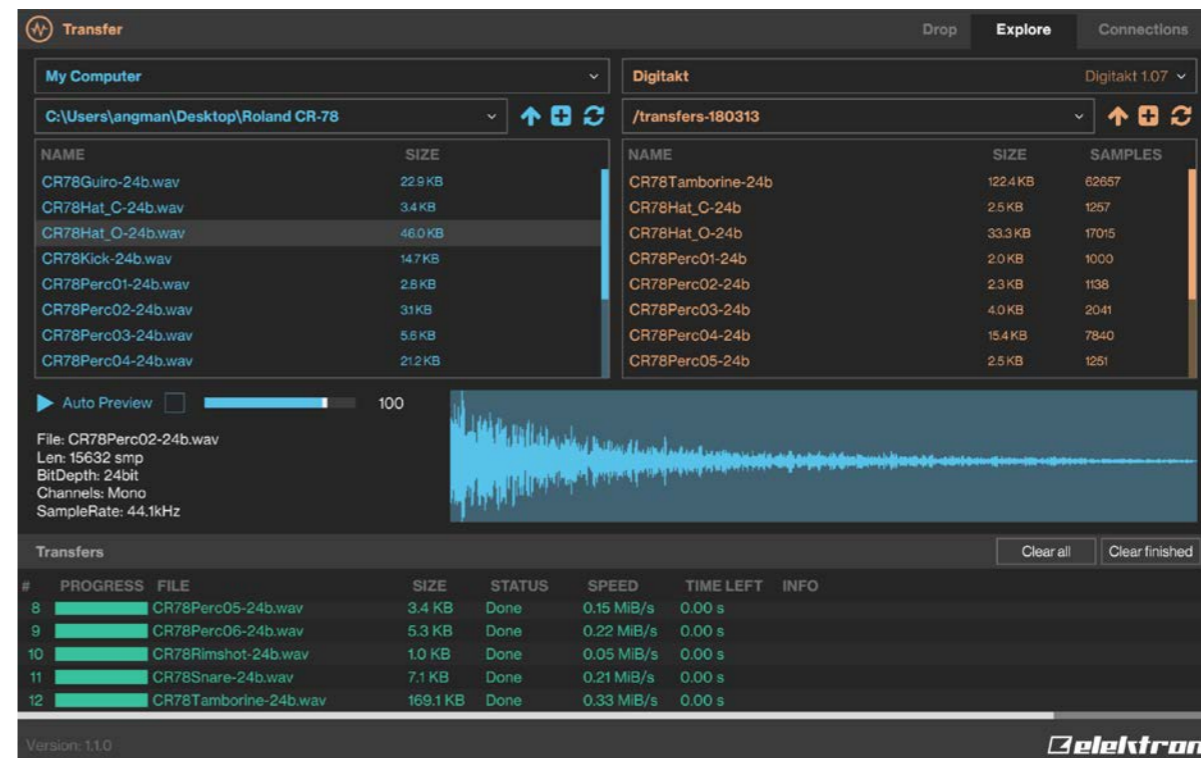 Transfer Drop Explore Connections
My Computer
C:\Users\angman\Desktop\Roland CR-78
NAME SIZE
CR78Guiro-24b.wav 22.9 KB
CR78Hat_C-24b.wav 3.4 KB
CR78Hat_O-24b.wav 46.0 KB
CR78Kick-24b.wav 14.7 KB
CR78Perc01-24b.wav 2.8 KB
CR78Perc02-24b.wav 3.1 KB
CR78Perc03-24b.wav 5.6 KB
CR78Perc04-24b.wav 21.2 KB
Digitakt Digitakt 1.07
/transfers-180313
NAME SIZE SAMPLES
CR78Tamborine-24b 122.4 KB 62657
CR78Hat_C-24b 2.5 KB 1257
CR78Hat_O-24b 33.3 KB 17015
CR78Perc01-24b 2.0 KB 1000
CR78Perc02-24b 2.3 KB 1138
CR78Perc03-24b 4.0 KB 2041
CR78Perc04-24b 15.4 KB 7840
CR78Perc05-24b 2.5 KB 1251
Auto Preview 100
File: CR78Perc02-24b.wav
Len: 15632 smp
BitDepth: 24bit
Channels: Mono
SampleRate: 44.1kHz
Transfers Clear all Clear finished
# PROGRESS FILE SIZE STATUS SPEED TIME LEFT INFO
8 CR78Perc05-24b.wav 3.4 KB Done 0.15 MiB/s 0.00 s
9 CR78Perc06-24b.wav 5.3 KB Done 0.22 MiB/s 0.00 s
10 CR78Rimshot-24b.wav 1.0 KB Done 0.05 MiB/s 0.00 s
11 CR78Snare-24b.wav 7.1 KB Done 0.21 MiB/s 0.00 s
12 CR78Tamborine-24b.wav 169.1 KB Done 0.33 MiB/s 0.00 s
Version: 1.1.0 elektron